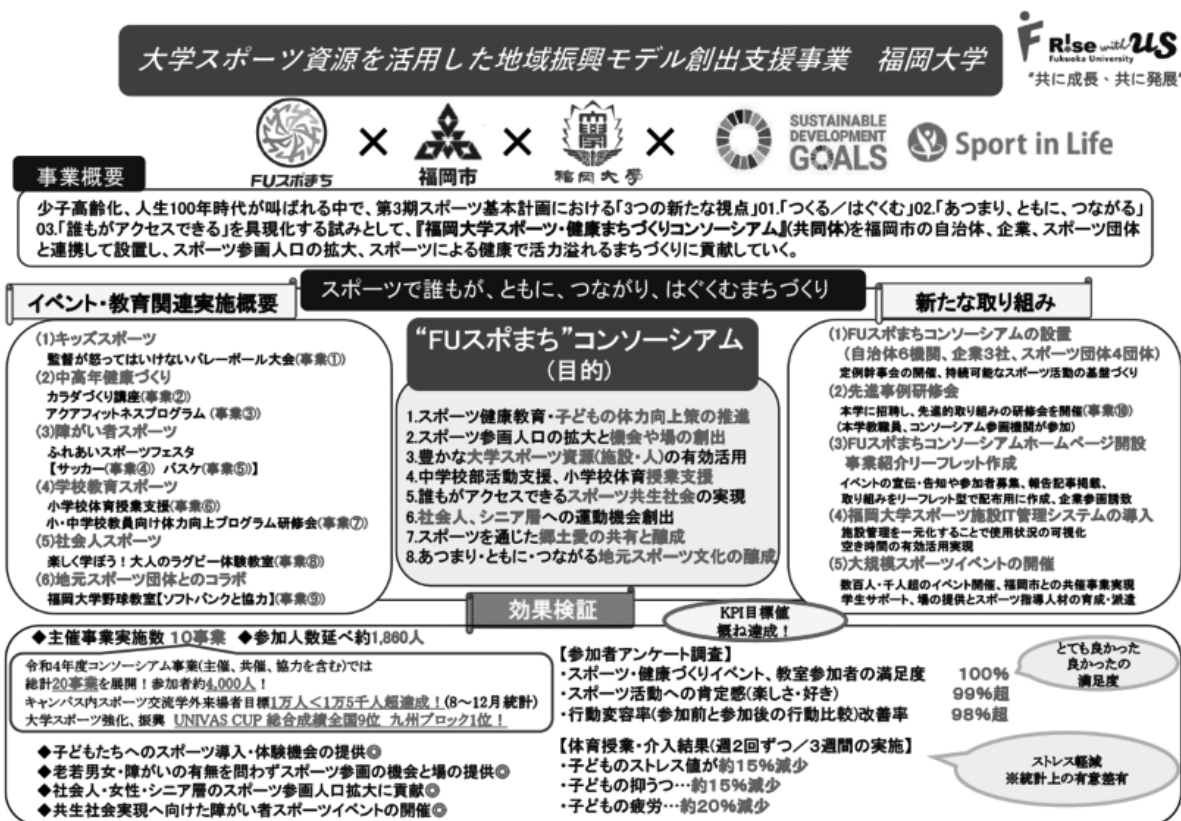 大学スポーツ資源を活用した地域振興モデル創出支援事業　福岡大学
R!se with US
Fukuoka University
“共に成長、共に発展”
FUスポまち
×
福岡市
×
福岡大學
×
SUSTAINABLE
DEVELOPMENT
GOALS
Sport in Life
事業概要
少子高齢化、人生100年時代が叫ばれる中で、第3期スポーツ基本計画における「3つの新たな視点」01.「つくる／はぐくむ」02.「あつまり、ともに、つながる」
03.「誰もがアクセスできる」を具現化する試みとして、『福岡大学スポーツ・健康まちづくりコンソーシアム』(共同体)を福岡市の自治体、企業、スポーツ団体
と連携して設置し、スポーツ参画人口の拡大、スポーツによる健康で活力溢れるまちづくりに貢献していく。
スポーツで誰もが、ともに、つながり、はぐくむまちづくり
イベント・教育関連実施概要
(1)キッズスポーツ
監督が怒ってはいけないバレーボール大会(事業①)
(2)中高年健康づくり
カラダづくり講座(事業②)
アクアフィットネスプログラム(事業③)
(3)障がい者スポーツ
ふれあいスポーツフェスタ
【サッカー(事業④) バスケ(事業⑤)】
(4)学校教育スポーツ
小学校体育授業支援(事業⑥)
小・中学校教員向け体力向上プログラム研修会(事業⑦)
(5)社会人スポーツ
楽しく学ぼう！大人のラグビー体験教室(事業⑧)
(6)地元スポーツ団体とのコラボ
福岡大学野球教室【ソフトバンクと協力】(事業⑨)
“FUスポまち”コンソーシアム
(目的)
1.スポーツ健康教育・子どもの体力向上策の推進
2.スポーツ参画人口の拡大と機会や場の創出
3.豊かな大学スポーツ資源(施設・人)の有効活用
4.中学校部活動支援、小学校体育授業支援
5.誰もがアクセスできるスポーツ共生社会の実現
6.社会人、シニア層への運動機会創出
7.スポーツを通じた郷土愛の共有と醸成
8.あつまり・ともに・つながる地元スポーツ文化の醸成
新たな取り組み
(1)FUスポまちコンソーシアムの設置
(自治体6機関、企業3社、スポーツ団体4団体)
定例幹事会の開催、持続可能なスポーツ活動の基盤づくり
(2)先進事例研修会
本学に招聘し、先進的取り組みの研修会を開催(事業⑩)
(本学教職員、コンソーシアム参画機関が参加)
(3)FUスポまちコンソーシアムホームページ開設
事業紹介リーフレット作成
イベントの宣伝・告知や参加者募集、報告記事掲載、
取り組みをリーフレット型で配布用に作成、企業参画誘致
(4)福岡大学スポーツ施設IT管理システムの導入
施設管理を一元化することで使用状況の可視化
空き時間の有効活用実現
(5)大規模スポーツイベントの開催
数百人・千人超のイベント開催、福岡市との共催事業実現
学生サポート、場の提供とスポーツ指導人材の育成・派遣
効果検証
KPI目標値
概ね達成！
◆主催事業実施数 10事業 ◆参加人数延べ約1,860人
令和4年度コンソーシアム事業(主催、共催、協力を含む)では
総計20事業を展開！参加者約4,000人！
キャンパス内スポーツ交流学外来場者目標1万人＜1万5千人超達成！(8～12月統計)
大学スポーツ強化、振興 UNIVAS CUP 総合成績全国9位 九州ブロック1位！
◆子どもたちへのスポーツ導入・体験機会の提供◎
◆老若男女・障がいの有無を問わずスポーツ参画の機会と場の提供◎
◆社会人・女性・シニア層のスポーツ参画人口拡大に貢献◎
◆共生社会実現へ向けた障がい者スポーツイベントの開催◎
【参加者アンケート調査】
・スポーツ・健康づくりイベント、教室参加者の満足度 100%
・スポーツ活動への肯定感(楽しさ・好き) 99%超
・行動変容率(参加前と参加後の行動比較)改善率 98%超
とても良かった
良かったの
満足度
【体育授業・介入結果(週2回ずつ／3週間の実施】
・子どものストレス値が約15%減少
・子どもの抑うつ…約15%減少
・子どもの疲労…約20%減少
ストレス軽減
※統計上の有意差有